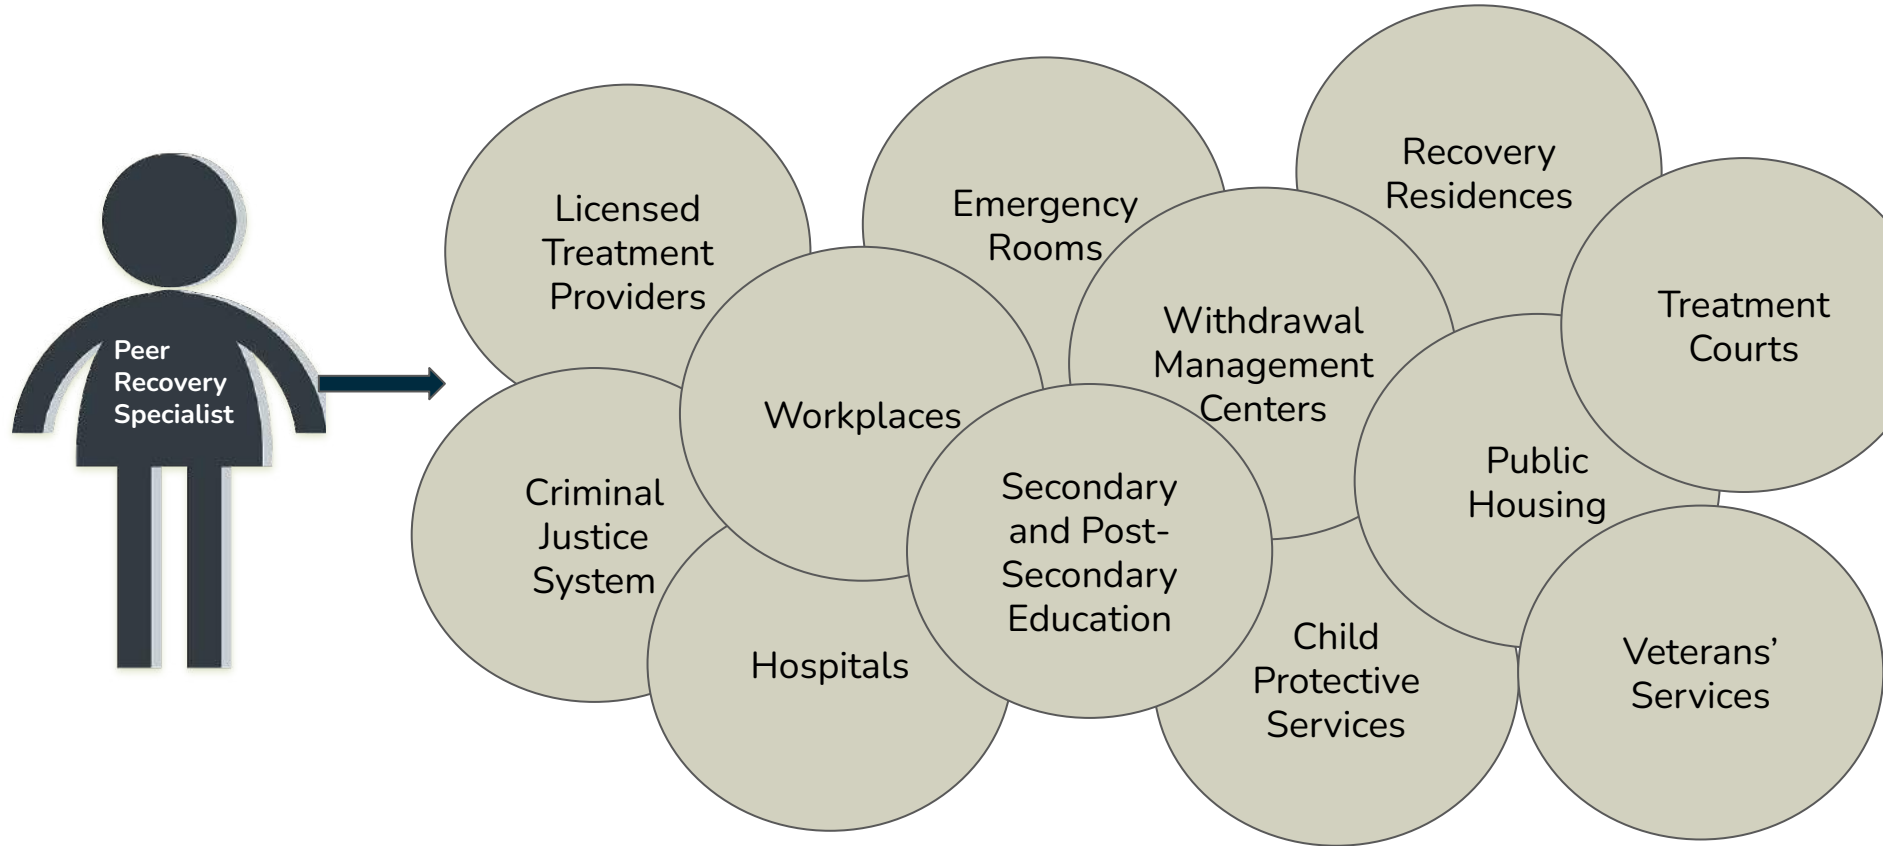 Peer
Recovery
Specialist
Licensed
Treatment
Providers
Emergency
Rooms
Recovery
Residences
Treatment
Courts
Workplaces
Withdrawal
Management
Centers
Criminal
Justice
System
Secondary
and Post-
Secondary
Education
Public
Housing
Hospitals
Child
Protective
Services
Veterans’
Services